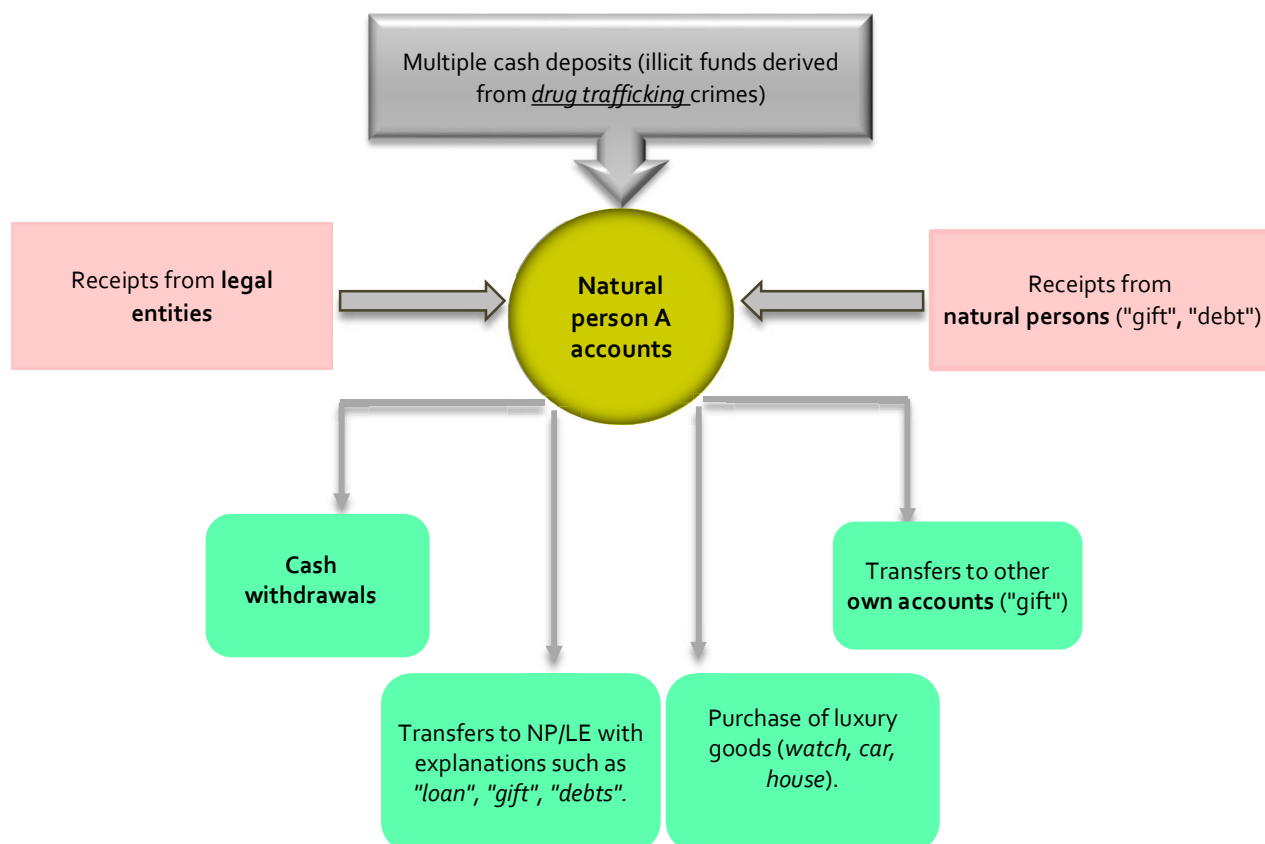 Multiple cash deposits (illicit funds derived
from drug trafficking crimes)
Receipts from legal
entities
Natural
person A
accounts
Receipts from
natural persons ("gift", "debt")
Cash
withdrawals
Transfers to other
own accounts ("gift")
Transfers to NP/LE with
explanations such as
"loan", "gift", "debts".
Purchase of luxury
goods (watch, car,
house).